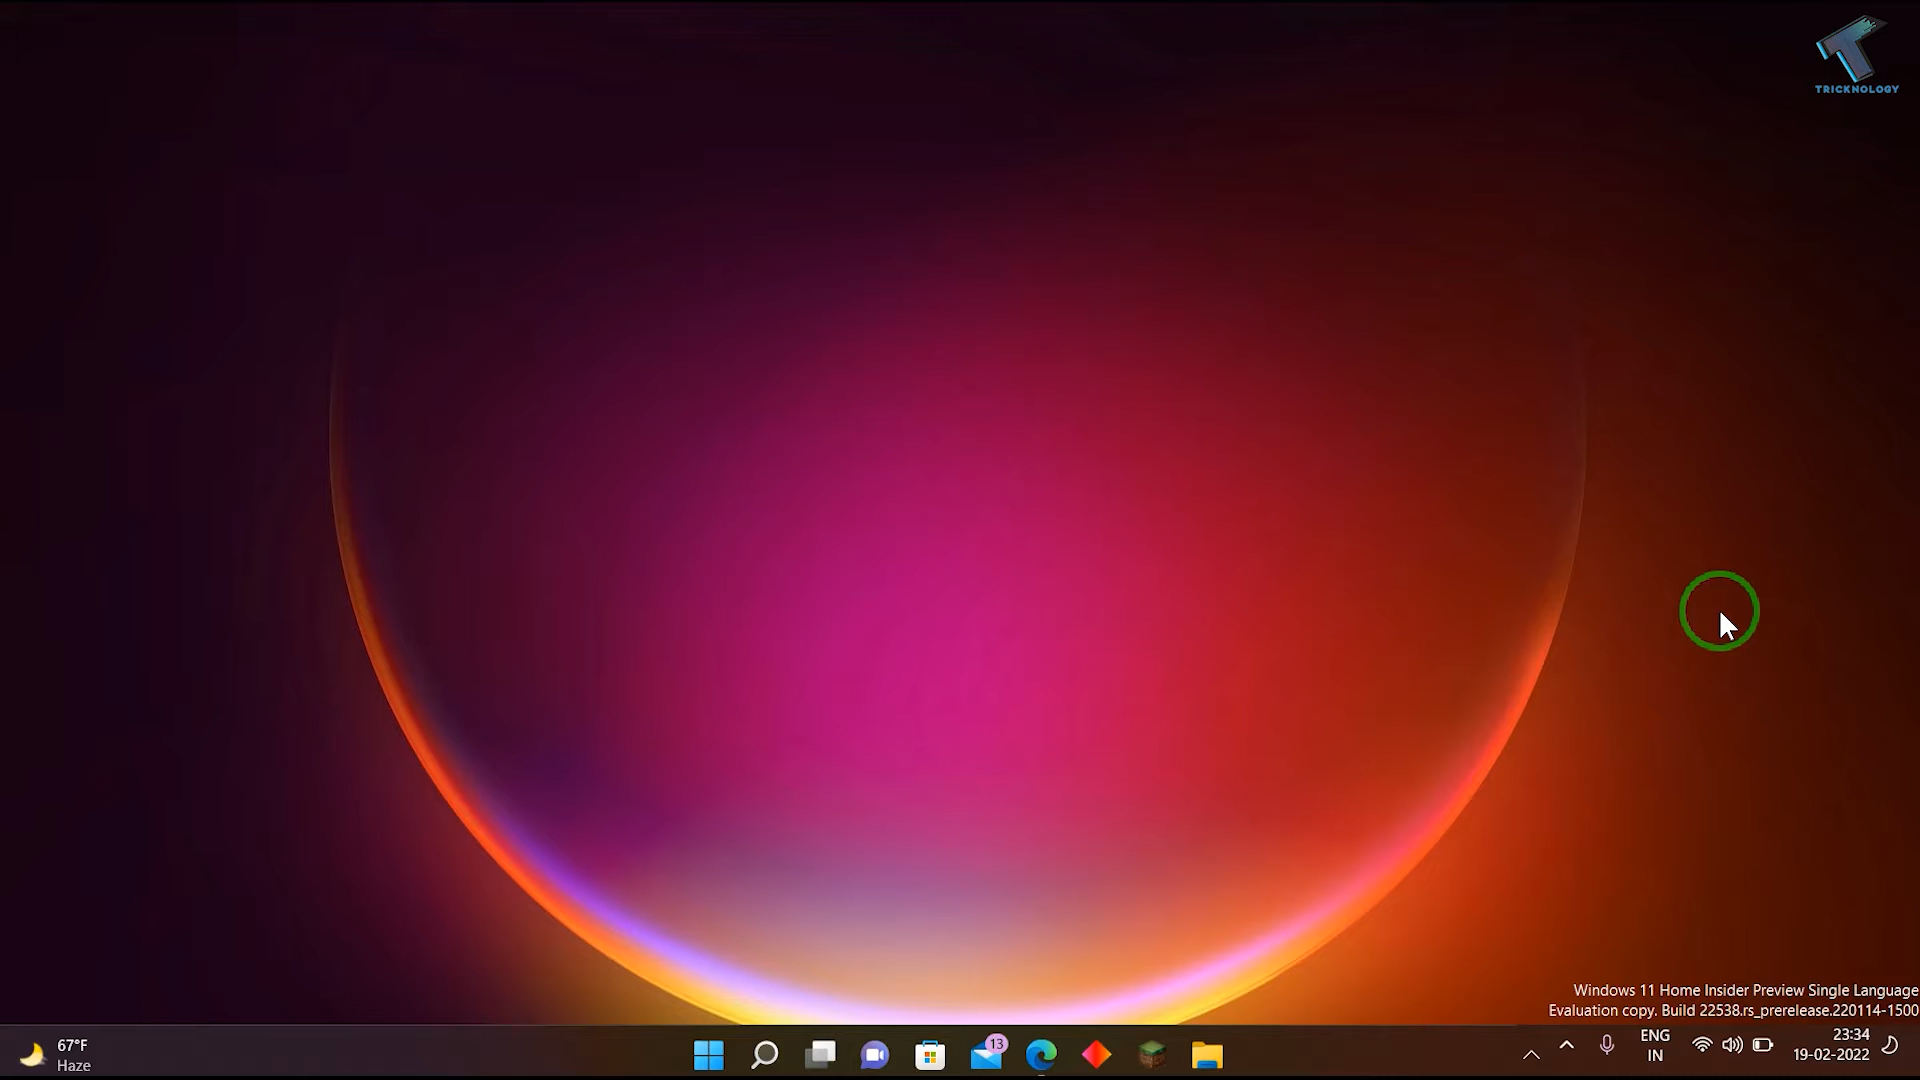 TRICKNOLOGY
Windows 11 Home Insider Preview Single Language
Evaluation copy. Build 22538.rs_prerelease.220114-1500
67°F
Haze
13
ENG
IN
23:34
19-02-2022